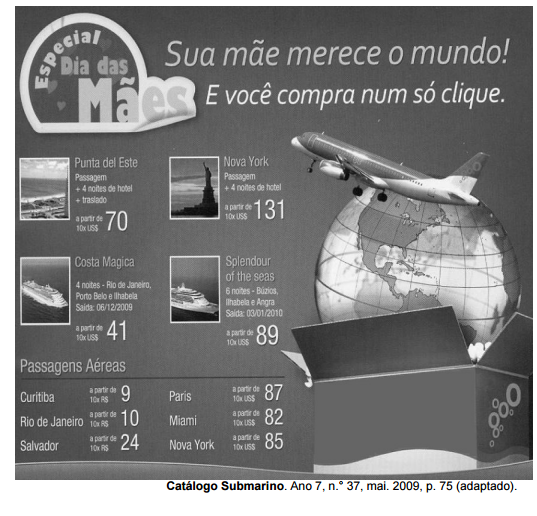 Especial
Dia das
Mães
Sua mãe merece o mundo!
E você compra num só clique.
Punta del Este
Passagem
+ 4 noites de hotel
+ traslado
a partir de
10x US$ 70
Nova York
Passagem
+ 4 noites de hotel
a partir de
10x US$ 131
Costa Magica
4 noites - Rio de Janeiro,
Porto Belo e Ilhabela
Saída: 06/12/2009
a partir de
10x US$ 41
Splendour
of the seas
6 noites - Búzios,
Ilhabela e Angra
Saída: 03/01/2010
a partir de
10x US$ 89
Passagens Aéreas
Curitiba a partir de 10x R$ 9
Rio de Janeiro a partir de 10x R$ 10
Salvador a partir de 10x R$ 24
Paris a partir de 10x US$ 87
Miami a partir de 10x US$ 82
Nova York a partir de 10x US$ 85
Catálogo Submarino. Ano 7, n.° 37, mai. 2009, p. 75 (adaptado).